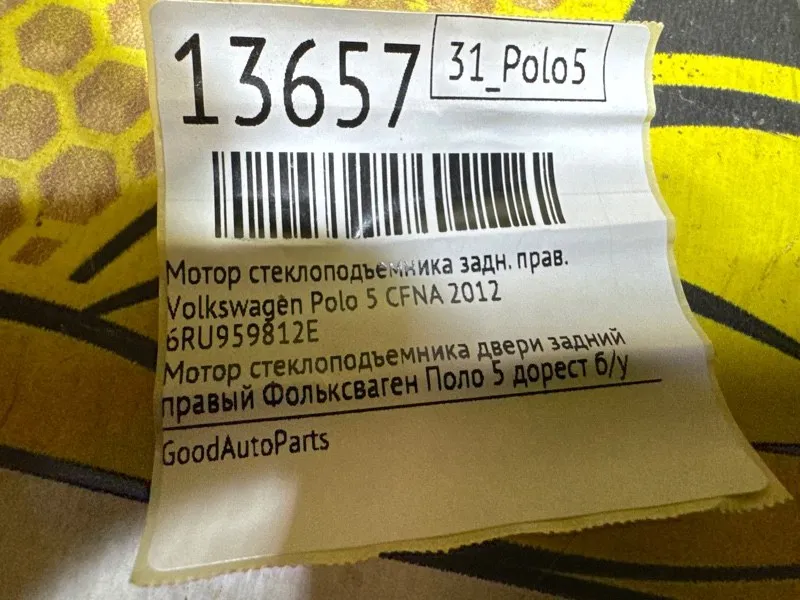 13657
31_Polo5
Мотор стеклоподъемника задн. прав.
Volkswagen Polo 5 CFNA 2012
6RU959812E
Мотор стеклоподъемника двери задний
правый Фольксваген Поло 5 дорест б/у
GoodAutoParts